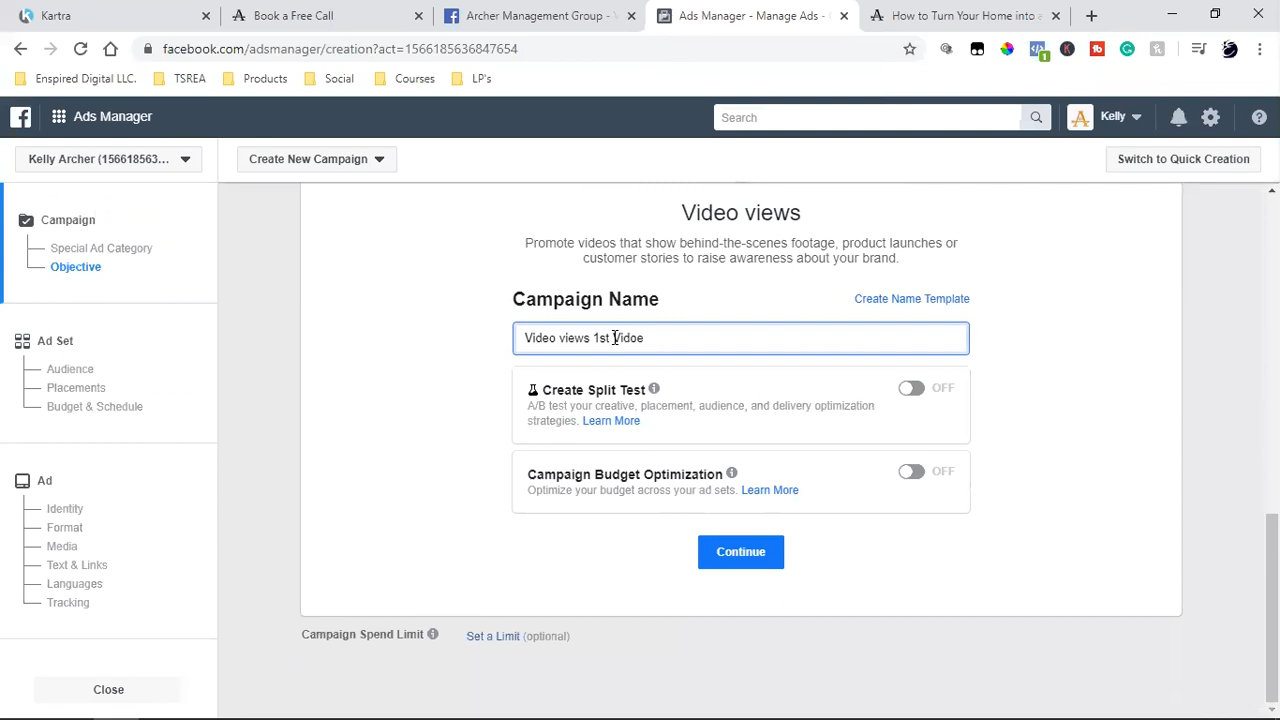 Kartra
Book a Free Call
Archer Management Group - W
Ads Manager - Manage Ads - C
How to Turn Your Home into a
facebook.com/adsmanager/creation?act=1566185636847654
Enspired Digital LLC.
TSREA
Products
Social
Courses
LP's
Ads Manager
Search
Kelly
Kelly Archer (156618563...
Create New Campaign
Switch to Quick Creation
Campaign
Special Ad Category
Objective
Ad Set
Audience
Placements
Budget & Schedule
Ad
Identity
Format
Media
Text & Links
Languages
Tracking
Close
Video views
Promote videos that show behind-the-scenes footage, product launches or
customer stories to raise awareness about your brand.
Campaign Name
Create Name Template
Video views 1st Vidoe
Create Split Test
OFF
A/B test your creative, placement, audience, and delivery optimization
strategies. Learn More
Campaign Budget Optimization
OFF
Optimize your budget across your ad sets. Learn More
Continue
Campaign Spend Limit
Set a Limit (optional)